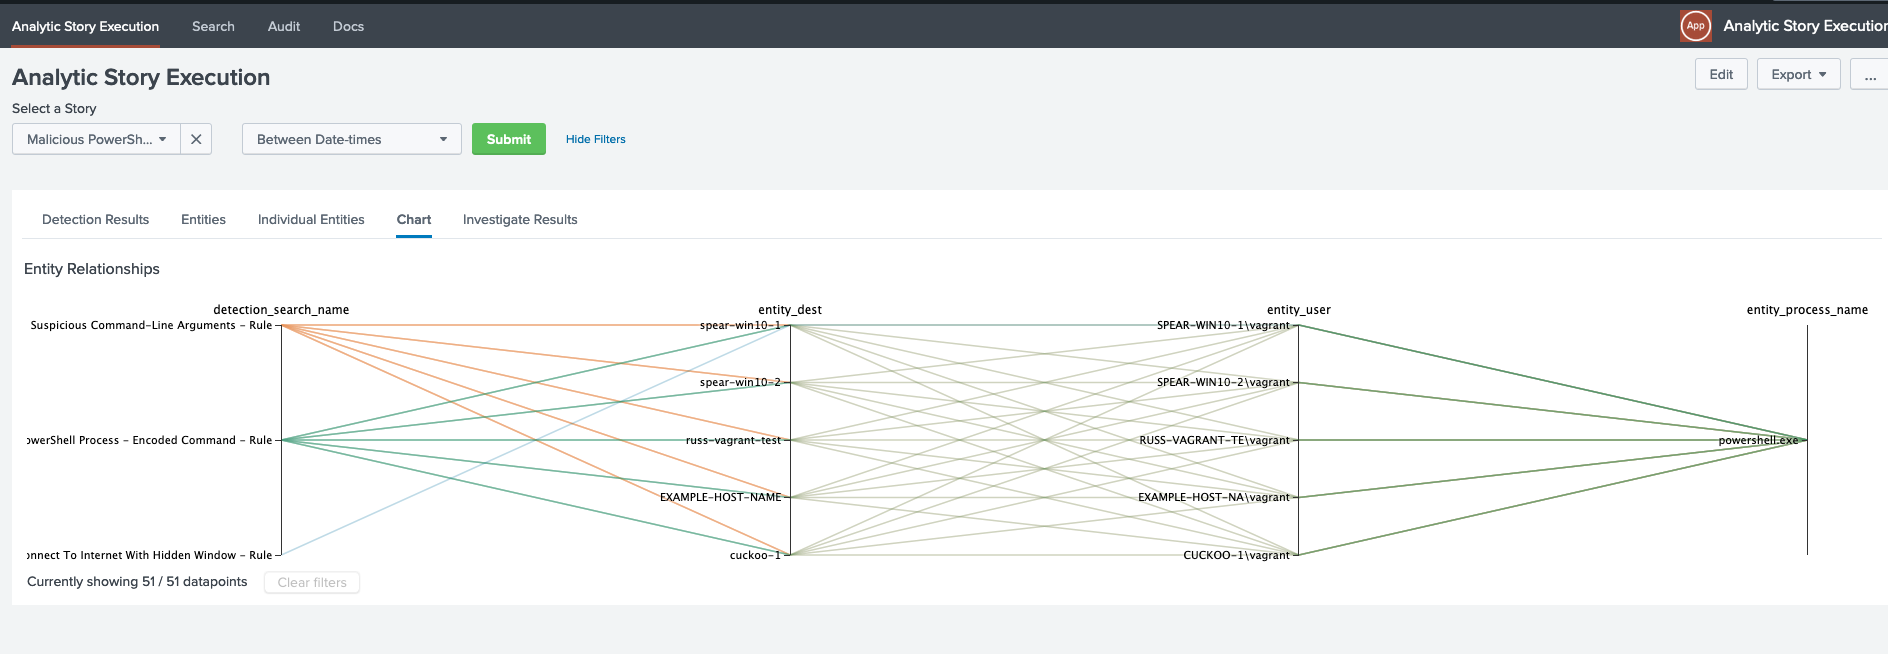 Analytic Story Execution Search Audit Docs App Analytic Story Execution
Analytic Story Execution
Edit Export ...
Select a Story
Malicious PowerSh... Between Date-times Submit Hide Filters
Detection Results Entities Individual Entities Chart Investigate Results
Entity Relationships
detection_search_name entity_dest entity_user entity_process_name
Suspicious Command-Line Arguments - Rule spear-win10-1 SPEAR-WIN10-1\vagrant
spear-win10-2 SPEAR-WIN10-2\vagrant
owerShell Process - Encoded Command - Rule russ-vagrant-test RUSS-VAGRANT-TE\vagrant powershell.exe
EXAMPLE-HOST-NAME EXAMPLE-HOST-NA\vagrant
onnect To Internet With Hidden Window - Rule cuckoo-1 CUCKOO-1\vagrant
Currently showing 51 / 51 datapoints Clear filters